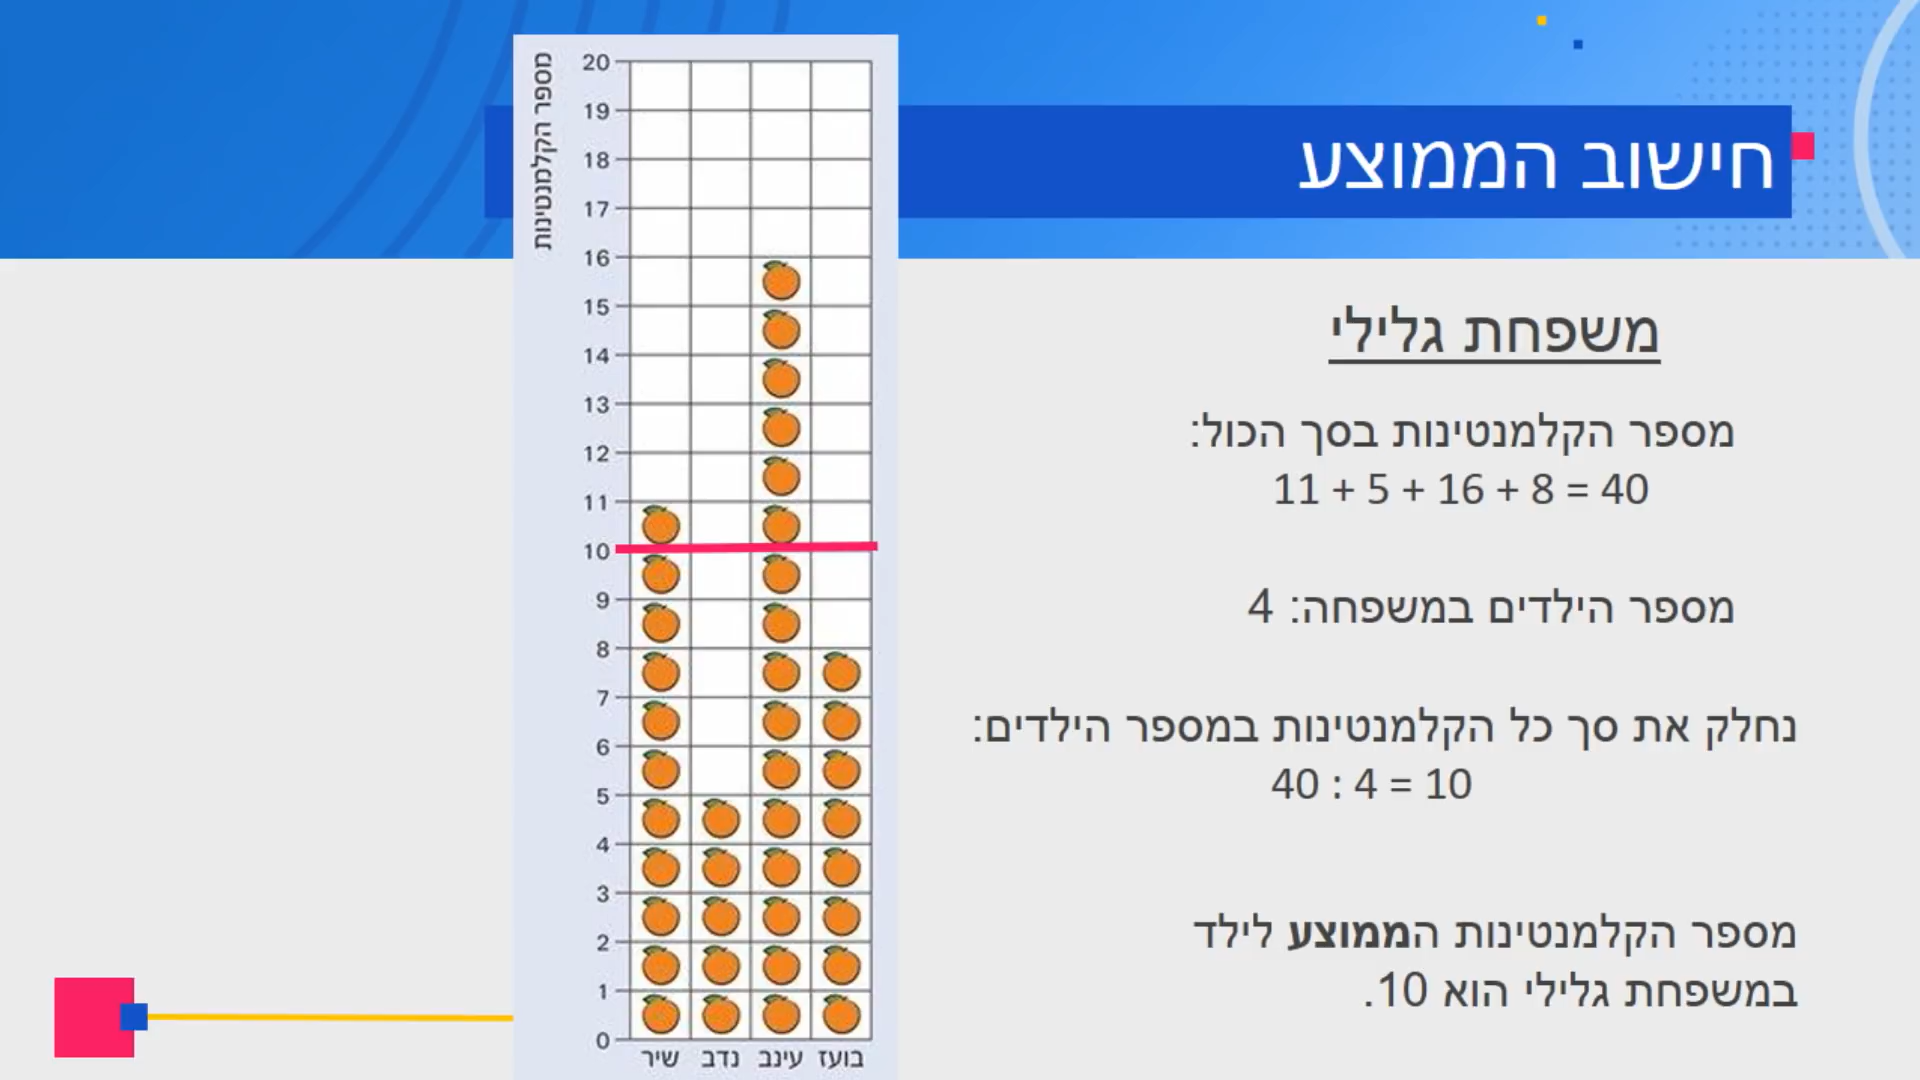 חישוב הממוצע
משפחת גלילי
מספר הקלמנטינות בסך הכול:
11 + 5 + 16 + 8 = 40
מספר הילדים במשפחה: 4
נחלק את סך כל הקלמנטינות במספר הילדים:
40 : 4 = 10
מספר הקלמנטינות הממוצע לילד
במשפחת גלילי הוא 10.
מספר הקלמנטינות
20
19
18
17
16
15
14
13
12
11
10
9
8
7
6
5
4
3
2
1
0
שיר נדב עינב בועז